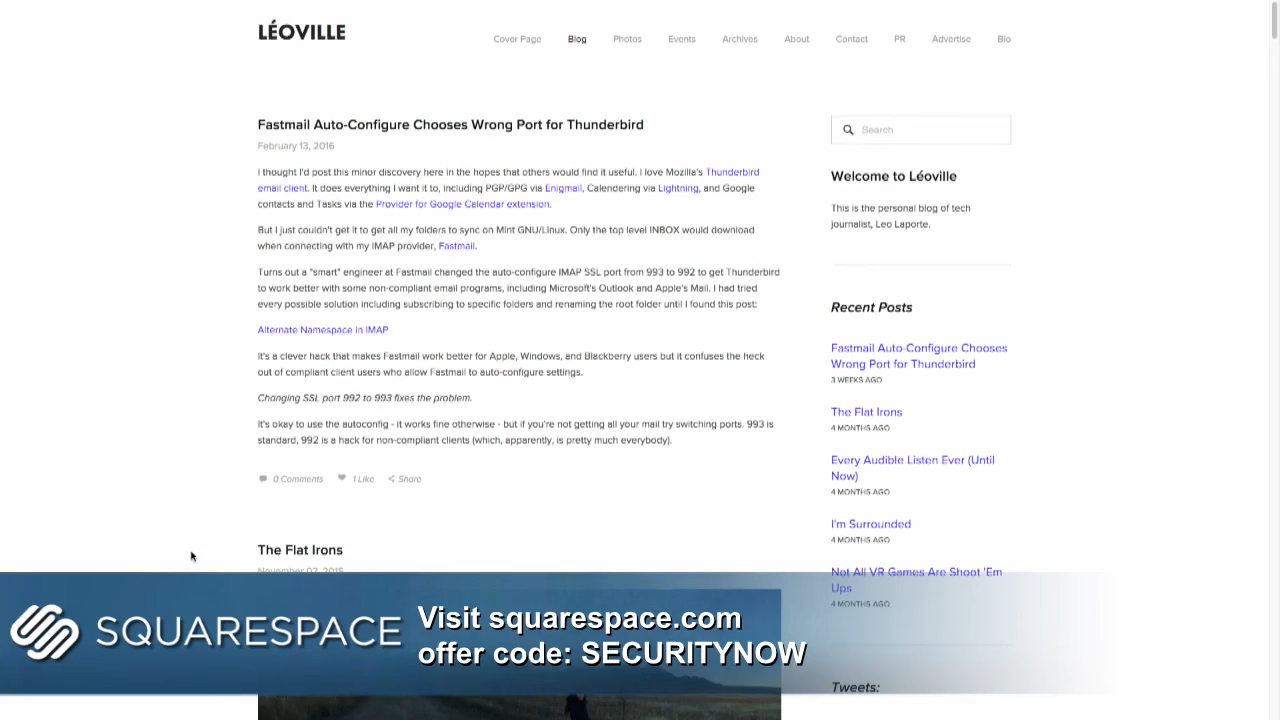 LÉOVILLE
Cover Page Blog Photos Events Archives About Contact PR Advertise Bio
Fastmail Auto-Configure Chooses Wrong Port for Thunderbird
February 13, 2016
I thought I'd post this minor discovery here in the hopes that others would find it useful. I love Mozilla's Thunderbird
email client. It does everything I want it to, including PGP/GPG via Enigmail, Calendering via Lightning, and Google
contacts and Tasks via the Provider for Google Calendar extension.
But I just couldn't get it to get all my folders to sync on Mint GNU/Linux. Only the top level INBOX would download
when connecting with my IMAP provider, Fastmail.
Turns out a "smart" engineer at Fastmail changed the auto-configure IMAP SSL port from 993 to 992 to get Thunderbird
to work better with some non-compliant email programs, including Microsoft's Outlook and Apple's Mail. I had tried
every possible solution including subscribing to specific folders and renaming the root folder until I found this post:
Alternate Namespace in IMAP
It's a clever hack that makes Fastmail work better for Apple, Windows, and Blackberry users but it confuses the heck
out of compliant client users who allow Fastmail to auto-configure settings.
Changing SSL port 992 to 993 fixes the problem.
It's okay to use the autoconfig - it works fine otherwise - but if you're not getting all your mail try switching ports. 993 is
standard, 992 is a hack for non-compliant clients (which, apparently, is pretty much everybody).
0 Comments 1 Like Share
The Flat Irons
November 07, 2015
Search
Welcome to Léoville
This is the personal blog of tech
journalist, Leo Laporte.
Recent Posts
Fastmail Auto-Configure Chooses
Wrong Port for Thunderbird
3 WEEKS AGO
The Flat Irons
4 MONTHS AGO
Every Audible Listen Ever (Until
Now)
4 MONTHS AGO
I'm Surrounded
4 MONTHS AGO
Not All VR Games Are Shoot 'Em
Ups
4 MONTHS AGO
Tweets:
SQUARESPACE
Visit squarespace.com
offer code: SECURITYNOW